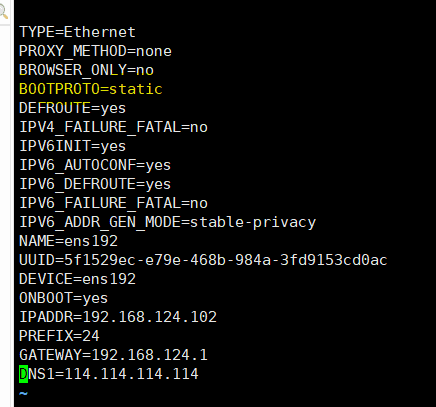 TYPE=Ethernet
PROXY_METHOD=none
BROWSER_ONLY=no
BOOTPROTO=static
DEFROUTE=yes
IPV4_FAILURE_FATAL=no
IPV6INIT=yes
IPV6_AUTOCONF=yes
IPV6_DEFROUTE=yes
IPV6_FAILURE_FATAL=no
IPV6_ADDR_GEN_MODE=stable-privacy
NAME=ens192
UUID=5f1529ec-e79e-468b-984a-3fd9153cd0ac
DEVICE=ens192
ONBOOT=yes
IPADDR=192.168.124.102
PREFIX=24
GATEWAY=192.168.124.1
DNS1=114.114.114.114
~